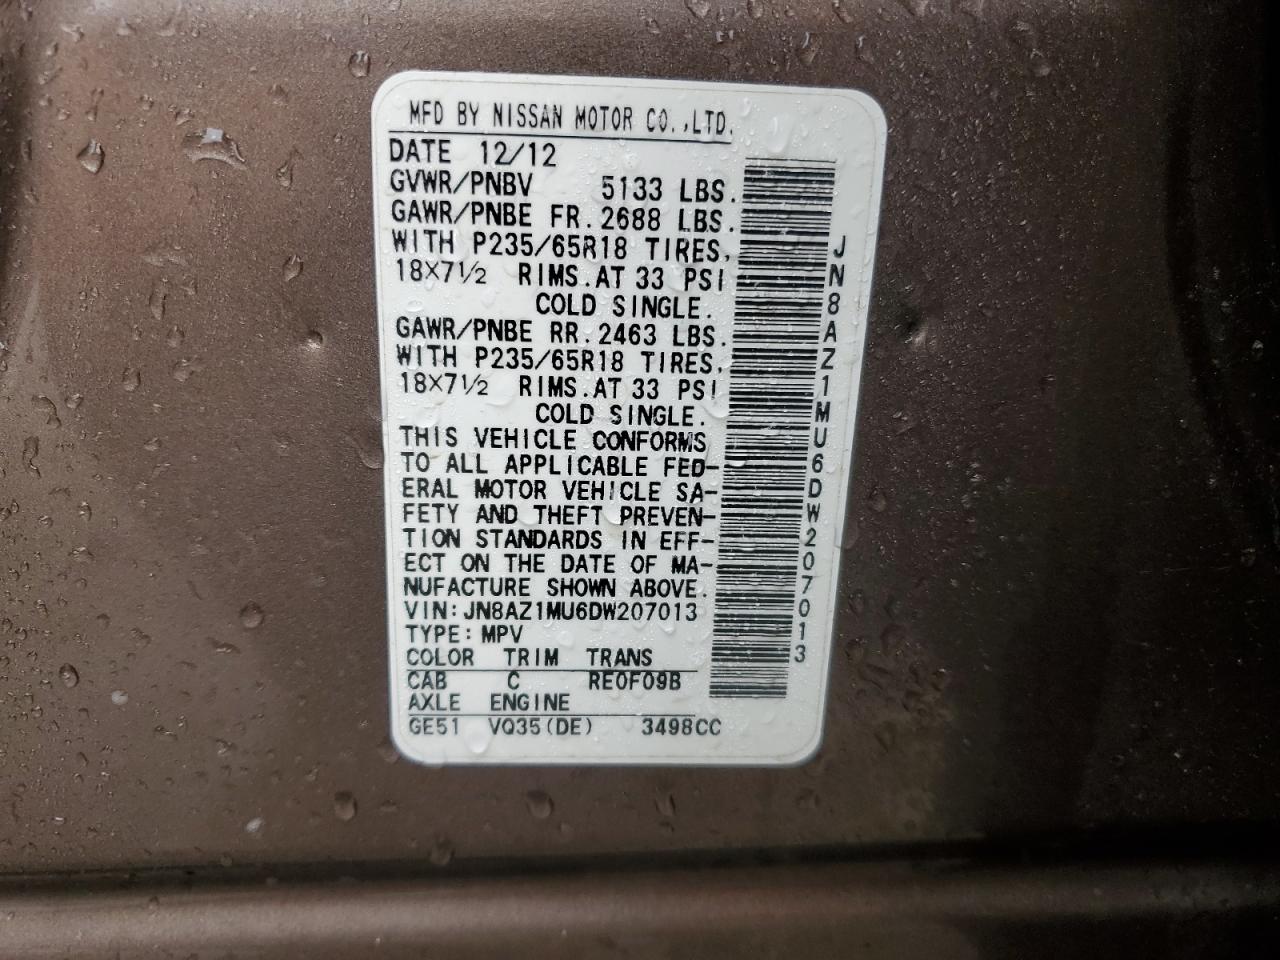 MFD BY NISSAN MOTOR CO.,LTD.
DATE 12/12
GVWR/PNBV 5133 LBS.
GAWR/PNBE FR. 2688 LBS.
WITH P235/65R18 TIRES,
18X7½ RIMS.AT 33 PSI
COLD SINGLE.
GAWR/PNBE RR. 2463 LBS.
WITH P235/65R18 TIRES,
18X7½ RIMS.AT 33 PSI
COLD SINGLE.
THIS VEHICLE CONFORMS
TO ALL APPLICABLE FED-
ERAL MOTOR VEHICLE SA-
FETY AND THEFT PREVEN-
TION STANDARDS IN EFF-
ECT ON THE DATE OF MA-
NUFACTURE SHOWN ABOVE.
VIN:JN8AZ1MU6DW207013
TYPE:MPV
COLOR TRIM TRANS
CAB C RE0F09B
AXLE ENGINE
GE51 VQ35(DE) 3498CC
JN8AZ1MU6DW207013